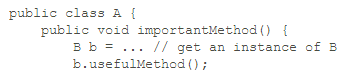 public class A {
    public void importantMethod() {
        B b = ... // get an instance of B
        b.usefulMethod();